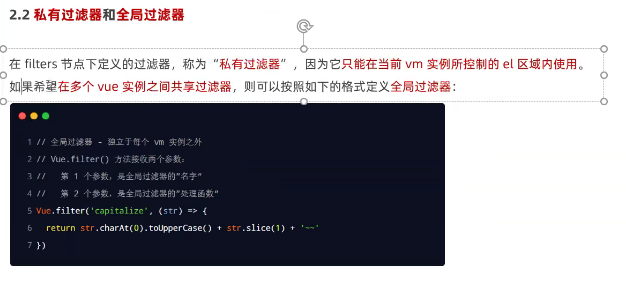 2.2 私有过滤器和全局过滤器
在 filters 节点下定义的过滤器，称为“私有过滤器”，因为它只能在当前 vm 实例所控制的 el 区域内使用。
如果希望在多个 vue 实例之间共享过滤器，则可以按照如下的格式定义全局过滤器：
1 // 全局过滤器 - 独立于每个 vm 实例之外
2 // Vue.filter() 方法接收两个参数：
3 //   第 1 个参数，是全局过滤器的“名字”
4 //   第 2 个参数，是全局过滤器的“处理函数”
5 Vue.filter('capitalize', (str) => {
6   return str.charAt(0).toUpperCase() + str.slice(1) + '~~'
7 })